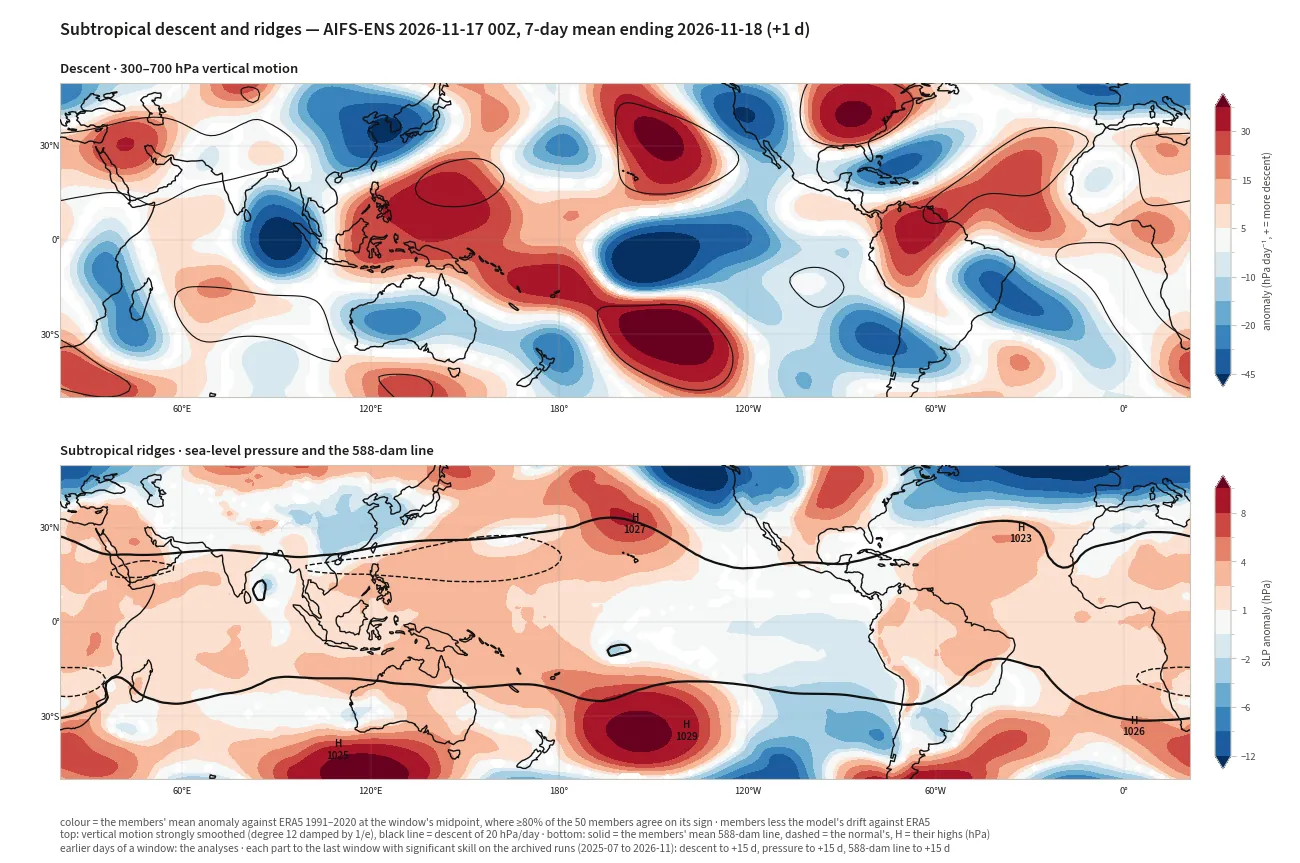 Subtropical descent and ridges — AIFS-ENS 2026-11-17 00Z, 7-day mean ending 2026-11-18 (+1 d)
Descent · 300–700 hPa vertical motion
30°N
0°
30°S
60°E
120°E
180°
120°W
60°W
0°
30
15
5
−10
−20
−45
anomaly (hPa day⁻¹, + = more descent)
Subtropical ridges · sea-level pressure and the 588-dam line
30°N
0°
30°S
H
1027
H
1023
H
1025
H
1029
H
1026
60°E
120°E
180°
120°W
60°W
0°
8
4
1
−2
−6
−12
SLP anomaly (hPa)
colour = the members' mean anomaly against ERA5 1991–2020 at the window's midpoint, where ≥80% of the 50 members agree on its sign · members less the model's drift against ERA5
top: vertical motion strongly smoothed (degree 12 damped by 1/e), black line = descent of 20 hPa/day · bottom: solid = the members' mean 588-dam line, dashed = the normal's, H = their highs (hPa)
earlier days of a window: the analyses · each part to the last window with significant skill on the archived runs (2025-07 to 2026-11): descent to +15 d, pressure to +15 d, 588-dam line to +15 d